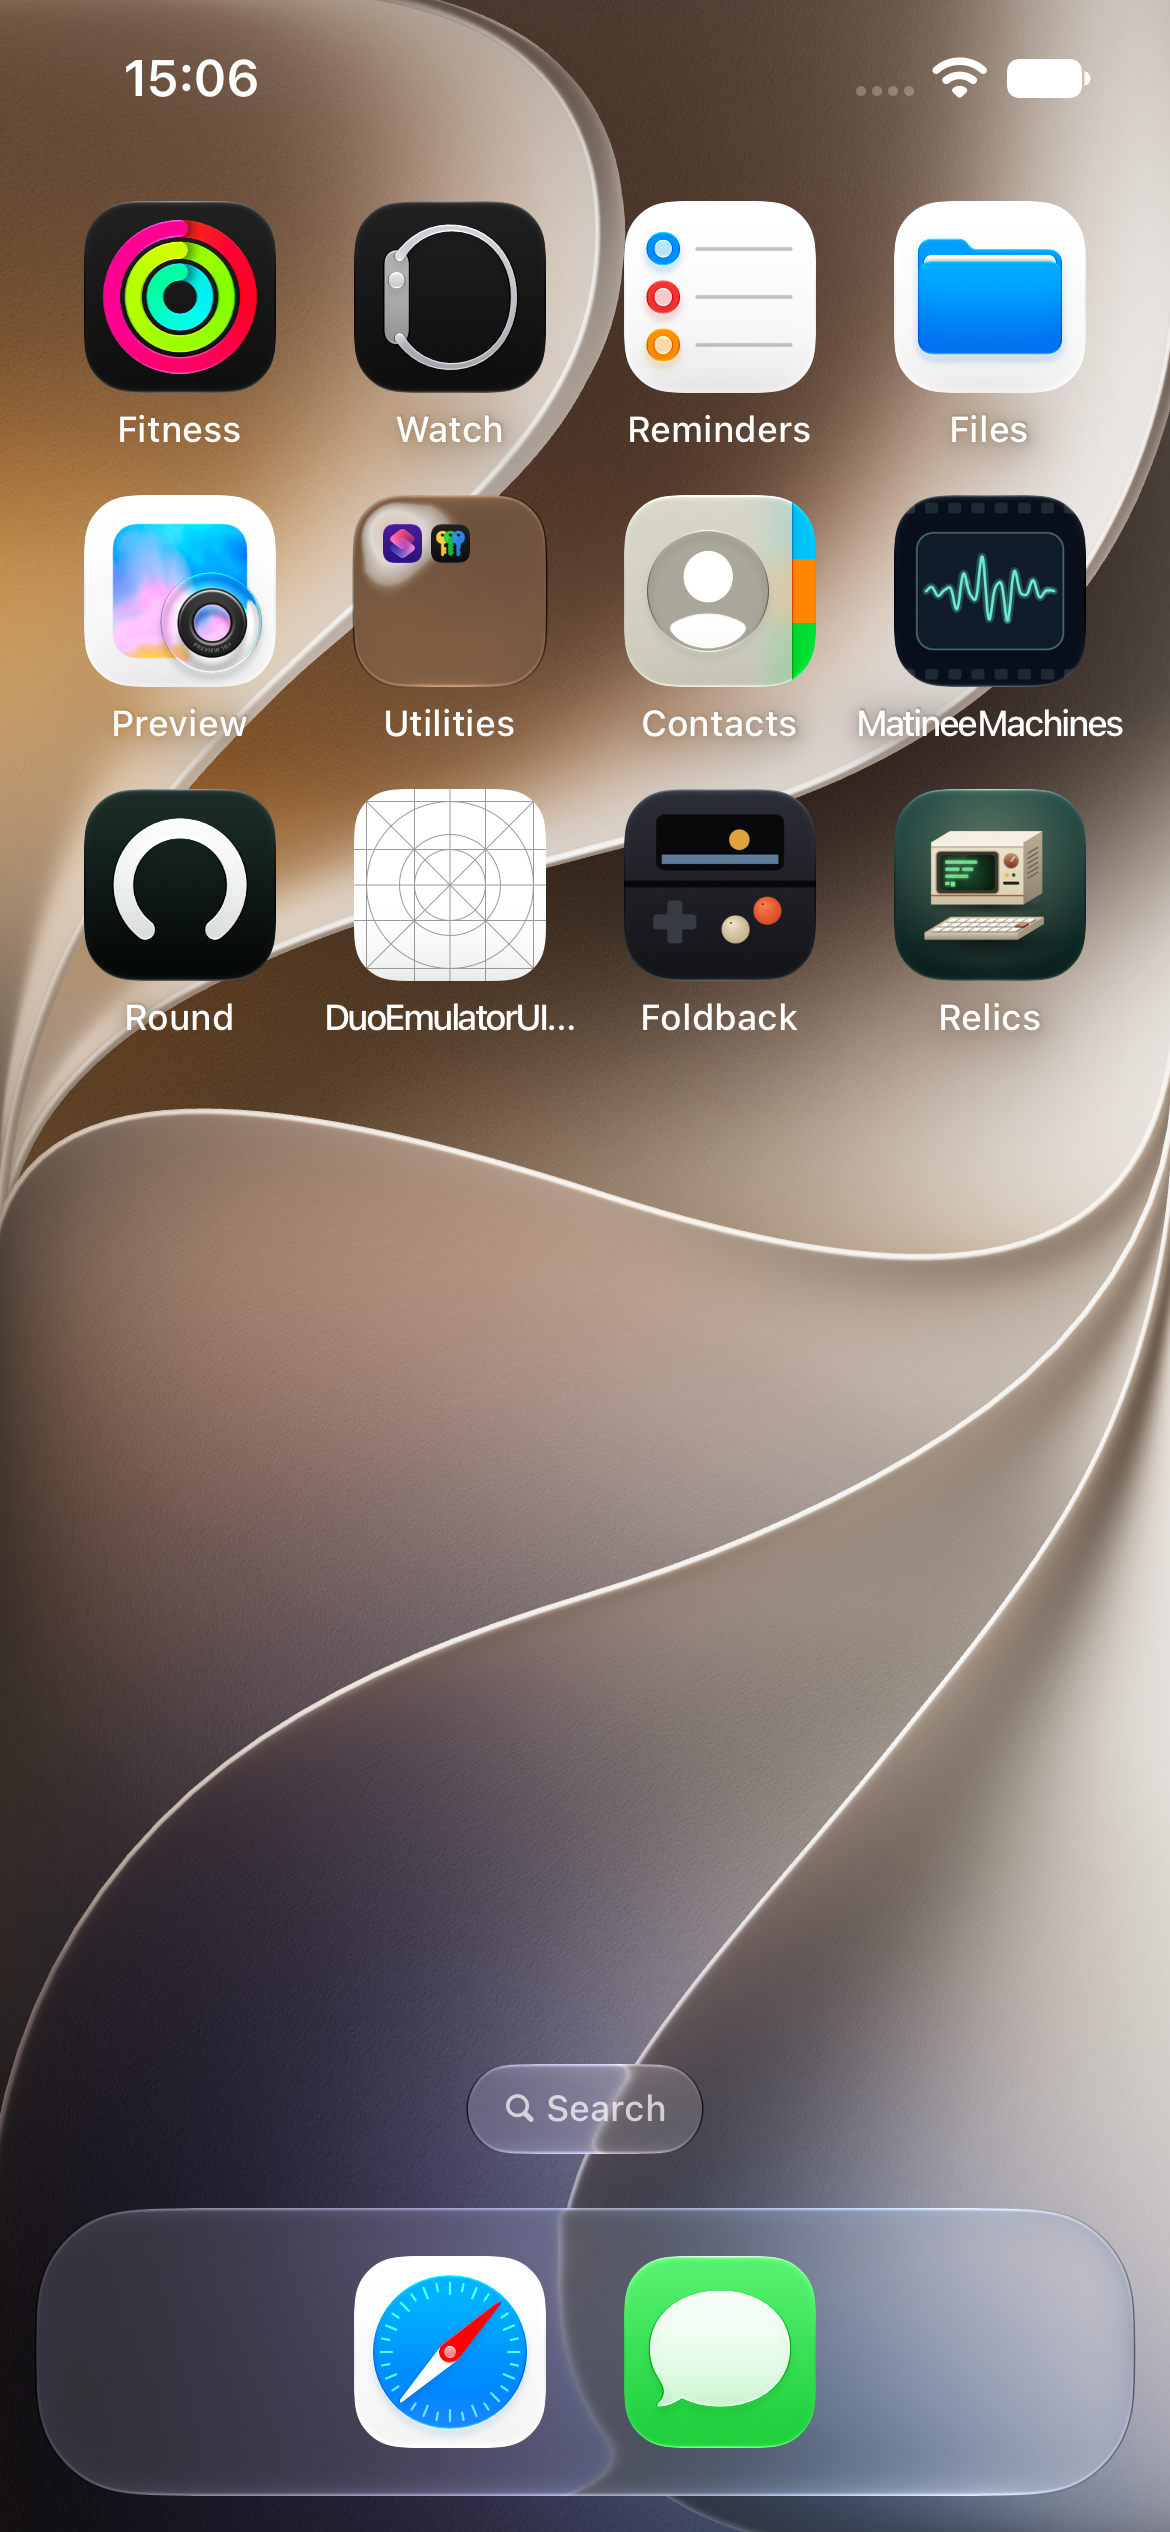 15:06
Fitness
Watch
Reminders
Files
Preview
Utilities
Contacts
MatineeMachines
Round
DuoEmulatorUI...
Foldback
Relics
Search